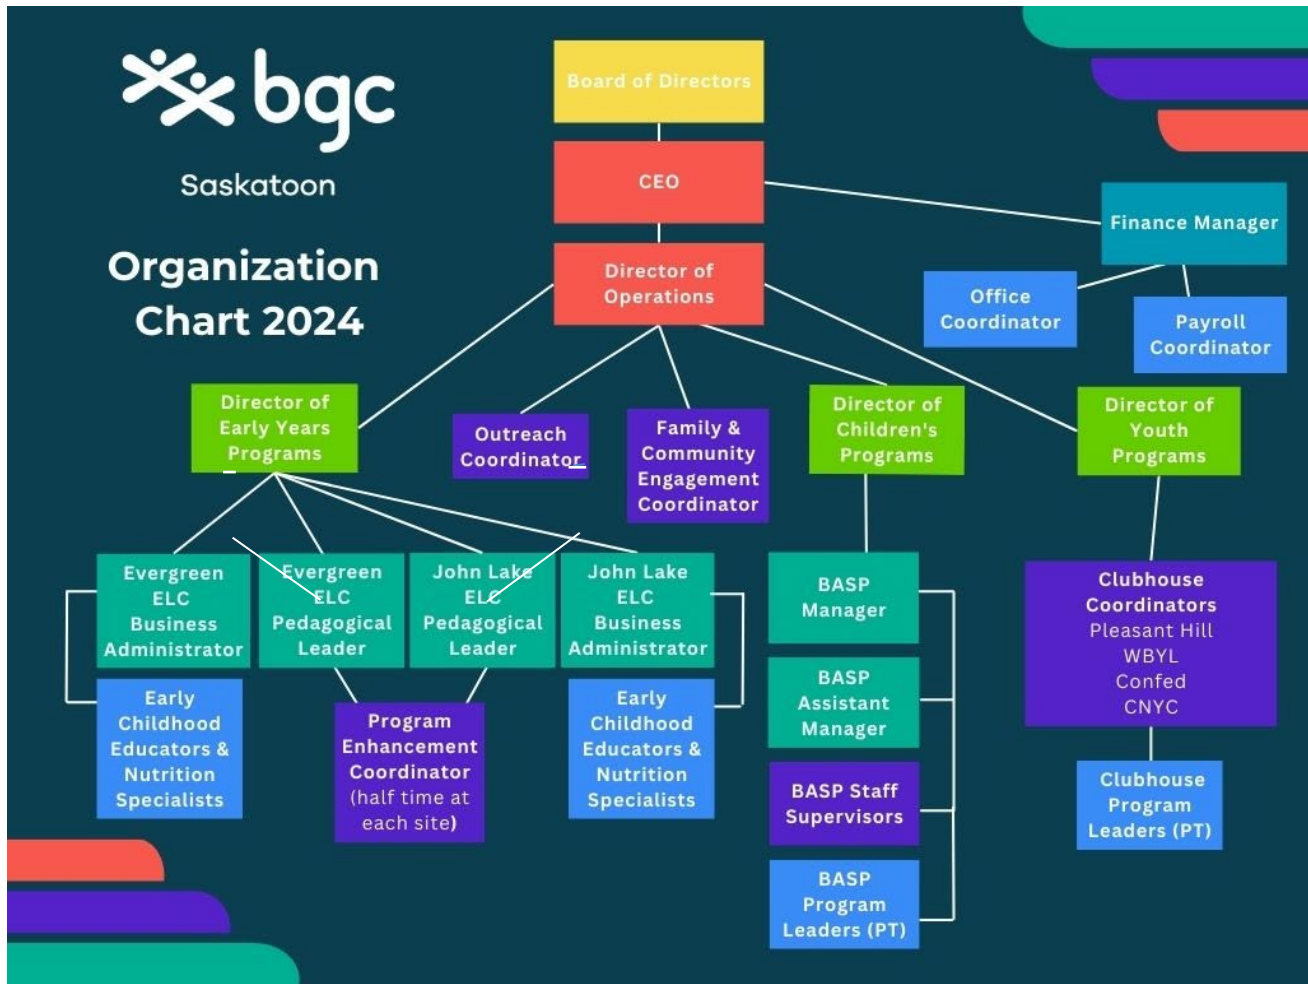 bgc
Saskatoon
Organization
Chart 2024
Board of Directors
CEO
Director of
Operations
Finance Manager
Office
Coordinator
Payroll
Coordinator
Director of
Early Years
Programs
Outreach
Coordinator
Family &
Community
Engagement
Coordinator
Director of
Children's
Programs
Director of
Youth
Programs
Evergreen
ELC
Business
Administrator
Evergreen
ELC
Pedagogical
Leader
John Lake
ELC
Pedagogical
Leader
John Lake
ELC
Business
Administrator
Early
Childhood
Educators &
Nutrition
Specialists
Program
Enhancement
Coordinator
(half time at
each site)
Early
Childhood
Educators &
Nutrition
Specialists
BASP
Manager
BASP
Assistant
Manager
BASP Staff
Supervisors
BASP
Program
Leaders (PT)
Clubhouse
Coordinators
Pleasant Hill
WBYL
Confed
CNYC
Clubhouse
Program
Leaders (PT)